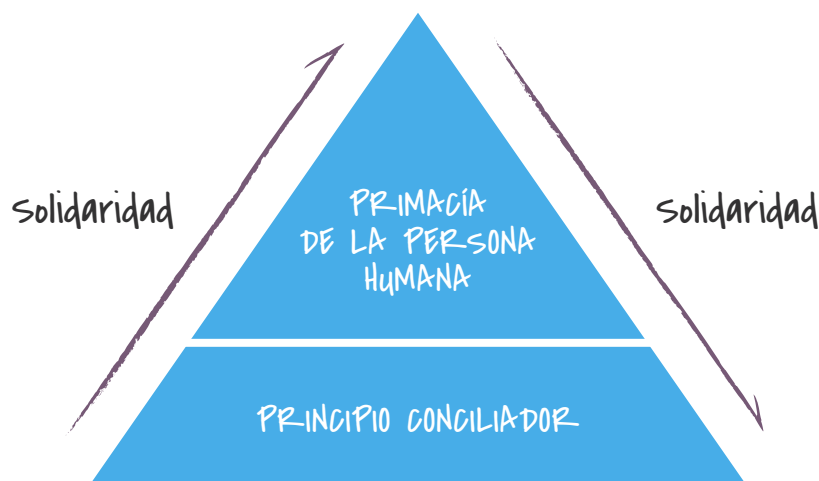 Solidaridad
PRIMACÍA
DE LA PERSONA
HUMANA
Solidaridad
PRINCIPIO CONCILIADOR